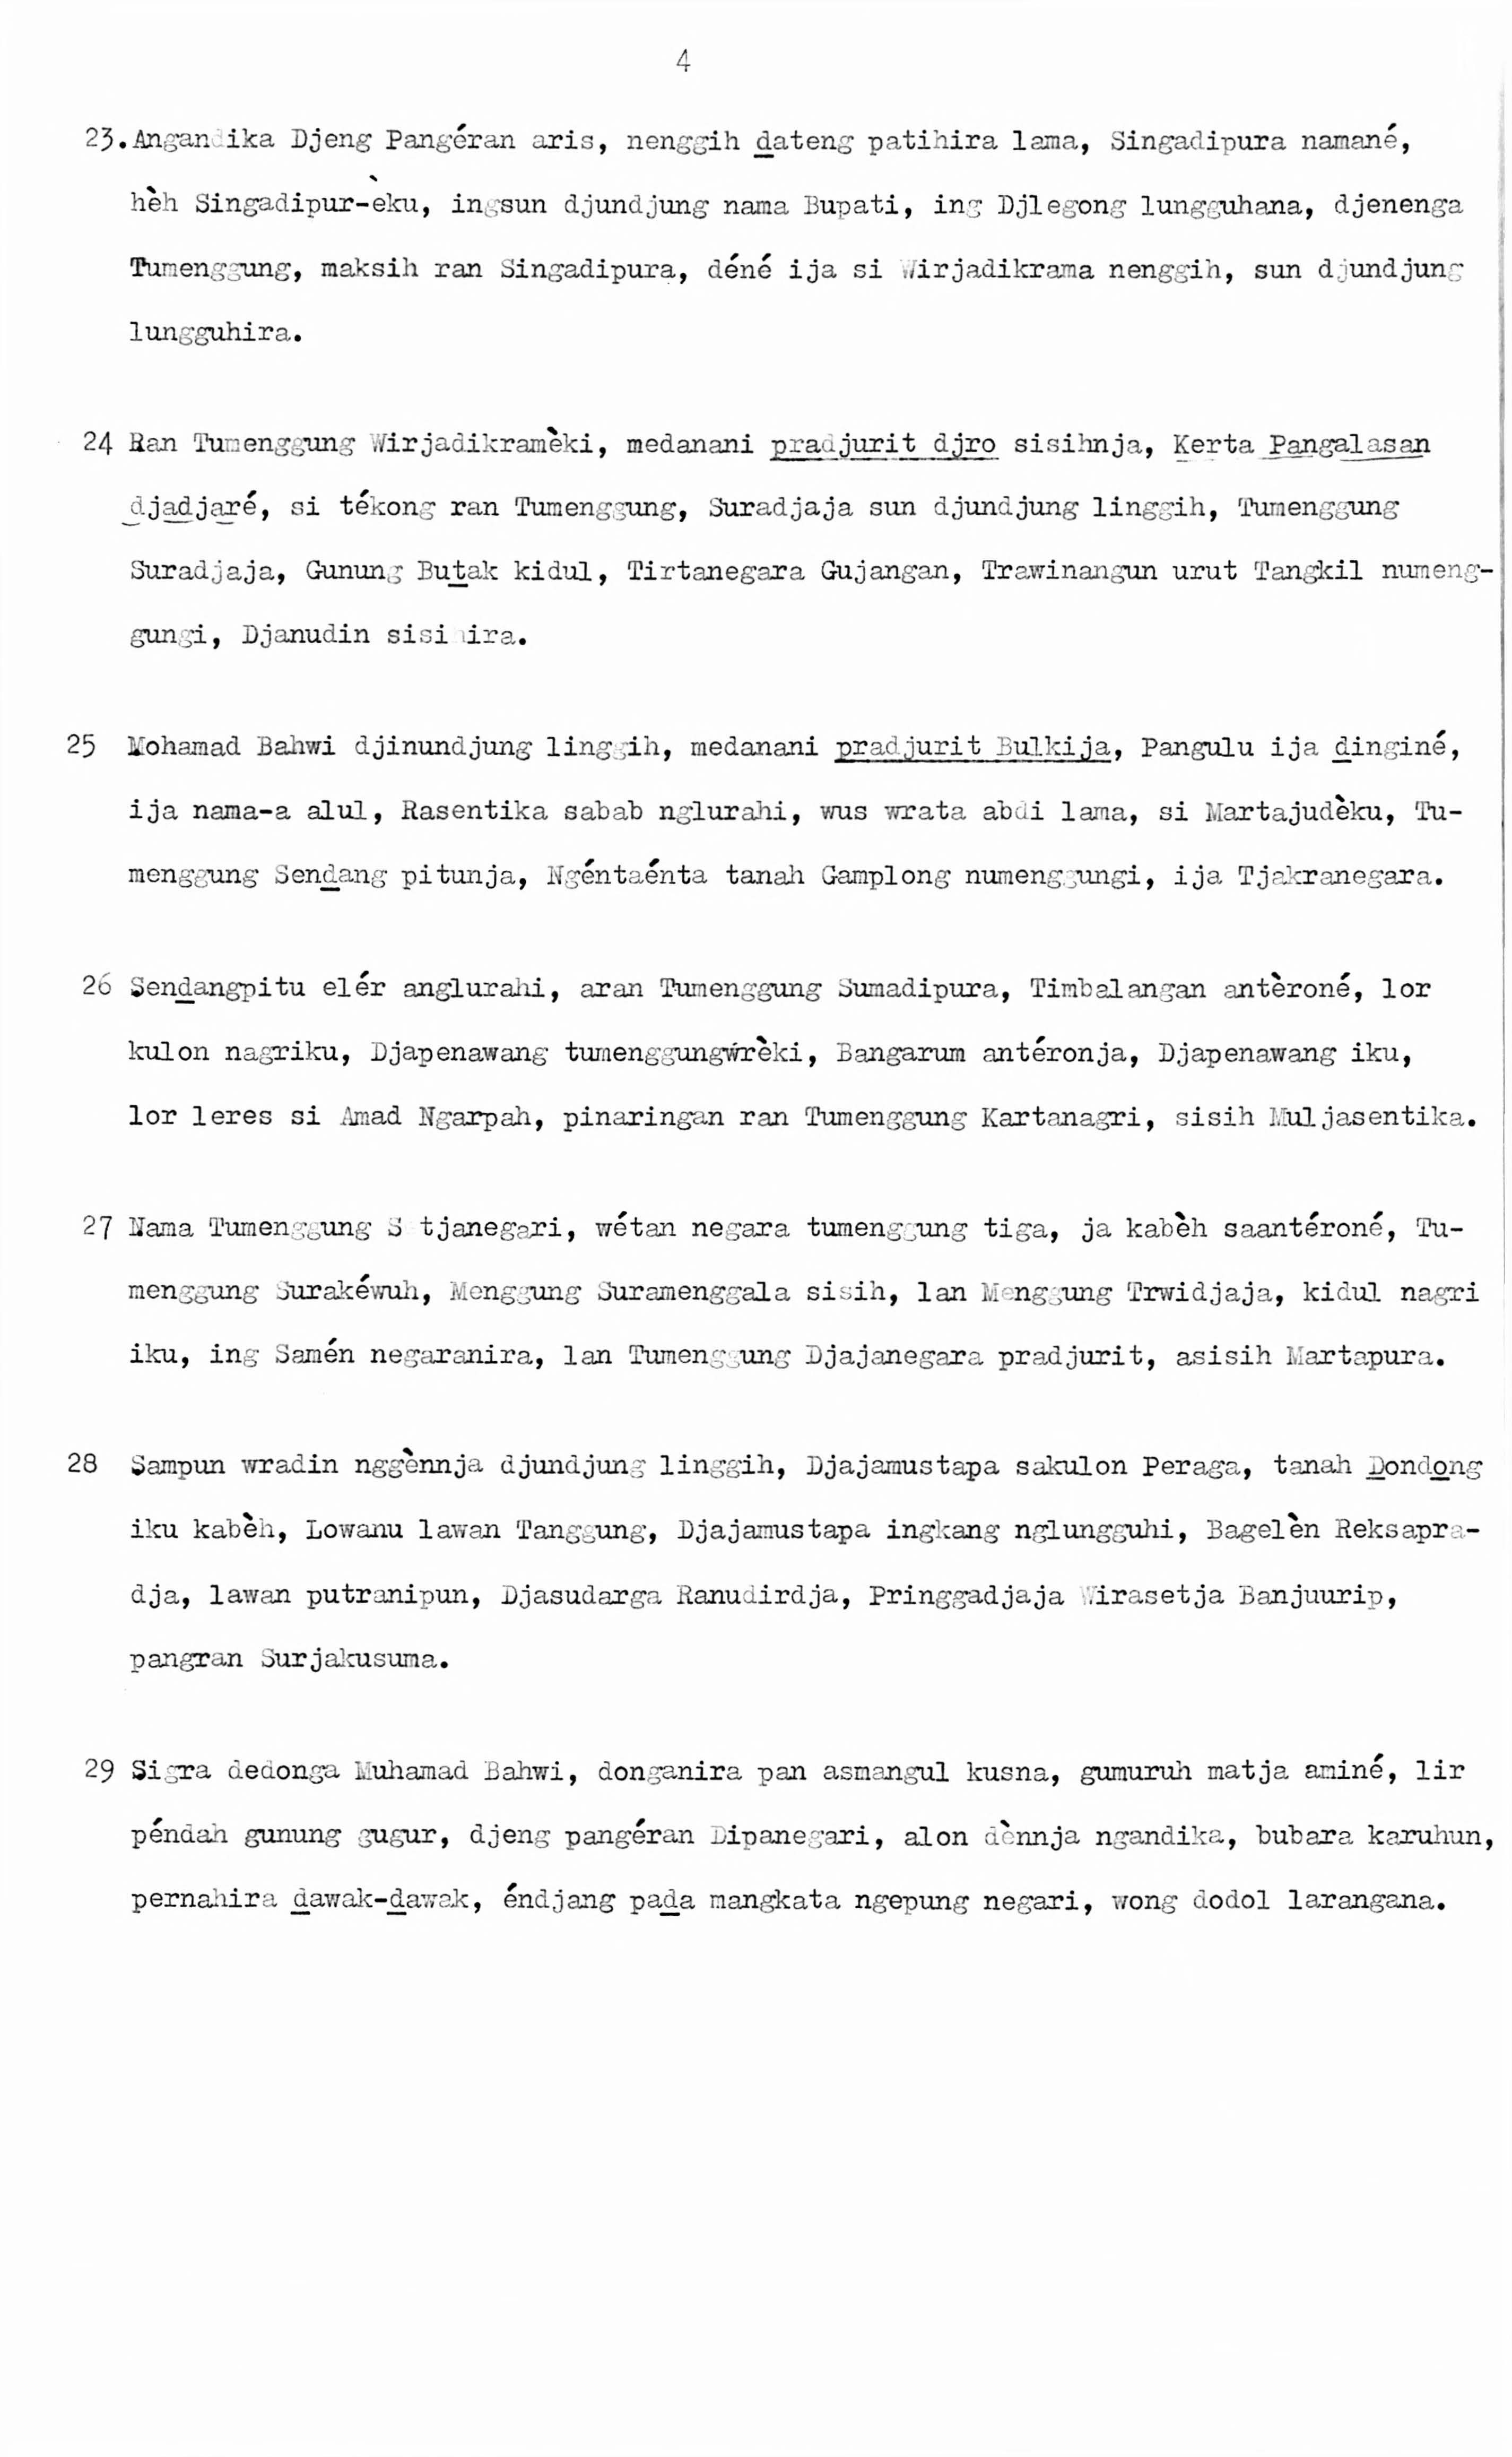 4
23. Angandika Djeng Pangéran aris, nenggih dateng patihira lama, Singadipura namané,
hèh Singadipur-èku, ingsun djundjung nama Bupati, ing Djlegong lungguhana, djenenga
Tumenggung, maksih ran Singadipura, déné ija si Wirjadikrama nenggih, sun djundjung
lungguhira.
24 Ran Tumenggung Wirjadikramèki, medanani pradjurit djro sisihnja, Kerta Pangalasan
djadjaré, si tékong ran Tumenggung, Suradjaja sun djundjung linggih, Tumenggung
Suradjaja, Gunung Butak kidul, Tirtanegara Gujangan, Trawinangun urut Tangkil numeng-
gungi, Djanudin sisihira.
25 Mohamad Bahwi djinundjung linggih, medanani pradjurit Bulkija, Pangulu ija dinginé,
ija nama-a alul, Rasentika sabab nglurahi, wus wrata abdi lama, si Martajudèku, Tu-
menggung Sendang pitunja, Ngéntaénta tanah Gamplong numenggungi, ija Tjakranegara.
26 Sendangpitu elér anglurahi, aran Tumenggung Sumadipura, Timbalangan antèroné, lor
kulon nagriku, Djapenawang tumenggungwrèki, Bangarum antéronja, Djapenawang iku,
lor leres si Amad Ngarpah, pinaringan ran Tumenggung Kartanagri, sisih Muljasentika.
27 Nama Tumenggung S tjanegari, wétan negara tumenggung tiga, ja kabèh saantéroné, Tu-
menggung Surakéwuh, Menggung Suramenggala sisih, lan Menggung Trwidjaja, kidul nagri
iku, ing Samén negaranira, lan Tumenggung Djajanegara pradjurit, asisih Martapura.
28 Sampun wradin nggènnja djundjung linggih, Djajamustapa sakulon Peraga, tanah Dondong
iku kabèh, Lowanu lawan Tanggung, Djajamustapa ingkang nglungguhi, Bagelèn Reksapra-
dja, lawan putranipun, Djasudarga Ranudirdja, Pringgadjaja Wirasetja Banjuurip,
pangran Surjakusuma.
29 Sigra dedonga Muhamad Bahwi, donganira pan asmangul kusna, gumuruh matja aminé, lir
péndah gunung gugur, djeng pangéran Dipanegari, alon dènnja ngandika, bubara karuhun,
pernahira dawak-dawak, éndjang pada mangkata ngepung negari, wong dodol larangana.